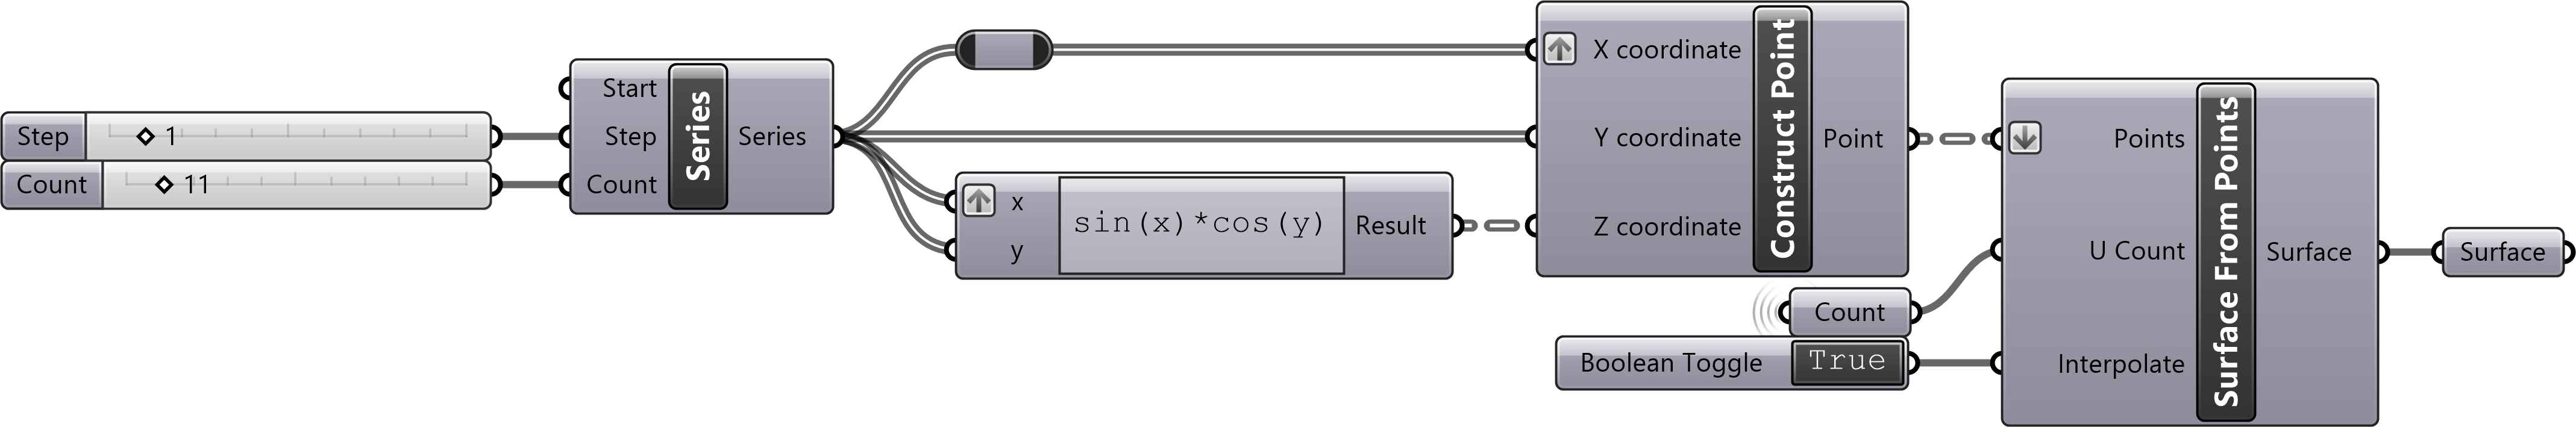 Step
1
Count
11
Start
Step
Count
Series
Series
x
y
sin(x)*cos(y)
Result
X coordinate
Y coordinate
Z coordinate
Construct Point
Point
Count
Boolean Toggle
True
Points
U Count
Interpolate
Surface From Points
Surface
Surface